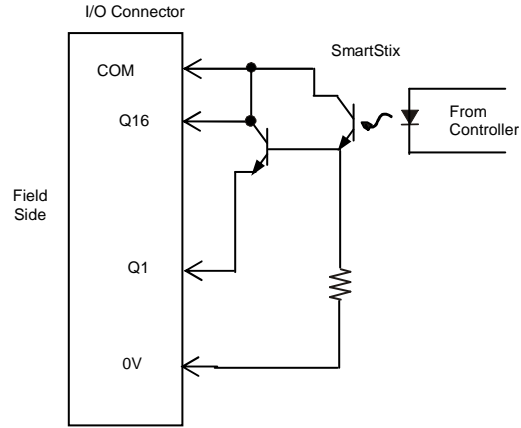 I/O Connector
SmartStix
COM
Q16
From
Controller
Field
Side
Q1
0V